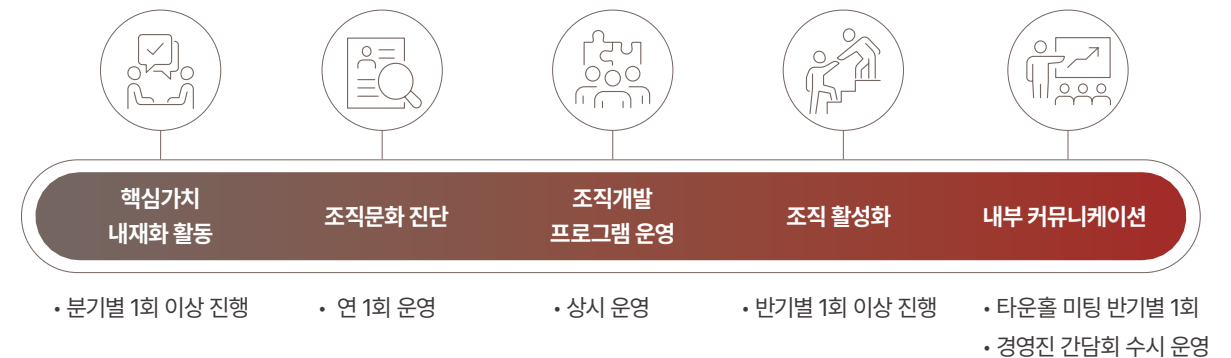 핵심가치
내재화 활동
조직문화 진단
조직개발
프로그램 운영
조직 활성화
내부 커뮤니케이션
• 분기별 1회 이상 진행
• 연 1회 운영
• 상시 운영
• 반기별 1회 이상 진행
• 타운홀 미팅 반기별 1회
• 경영진 간담회 수시 운영